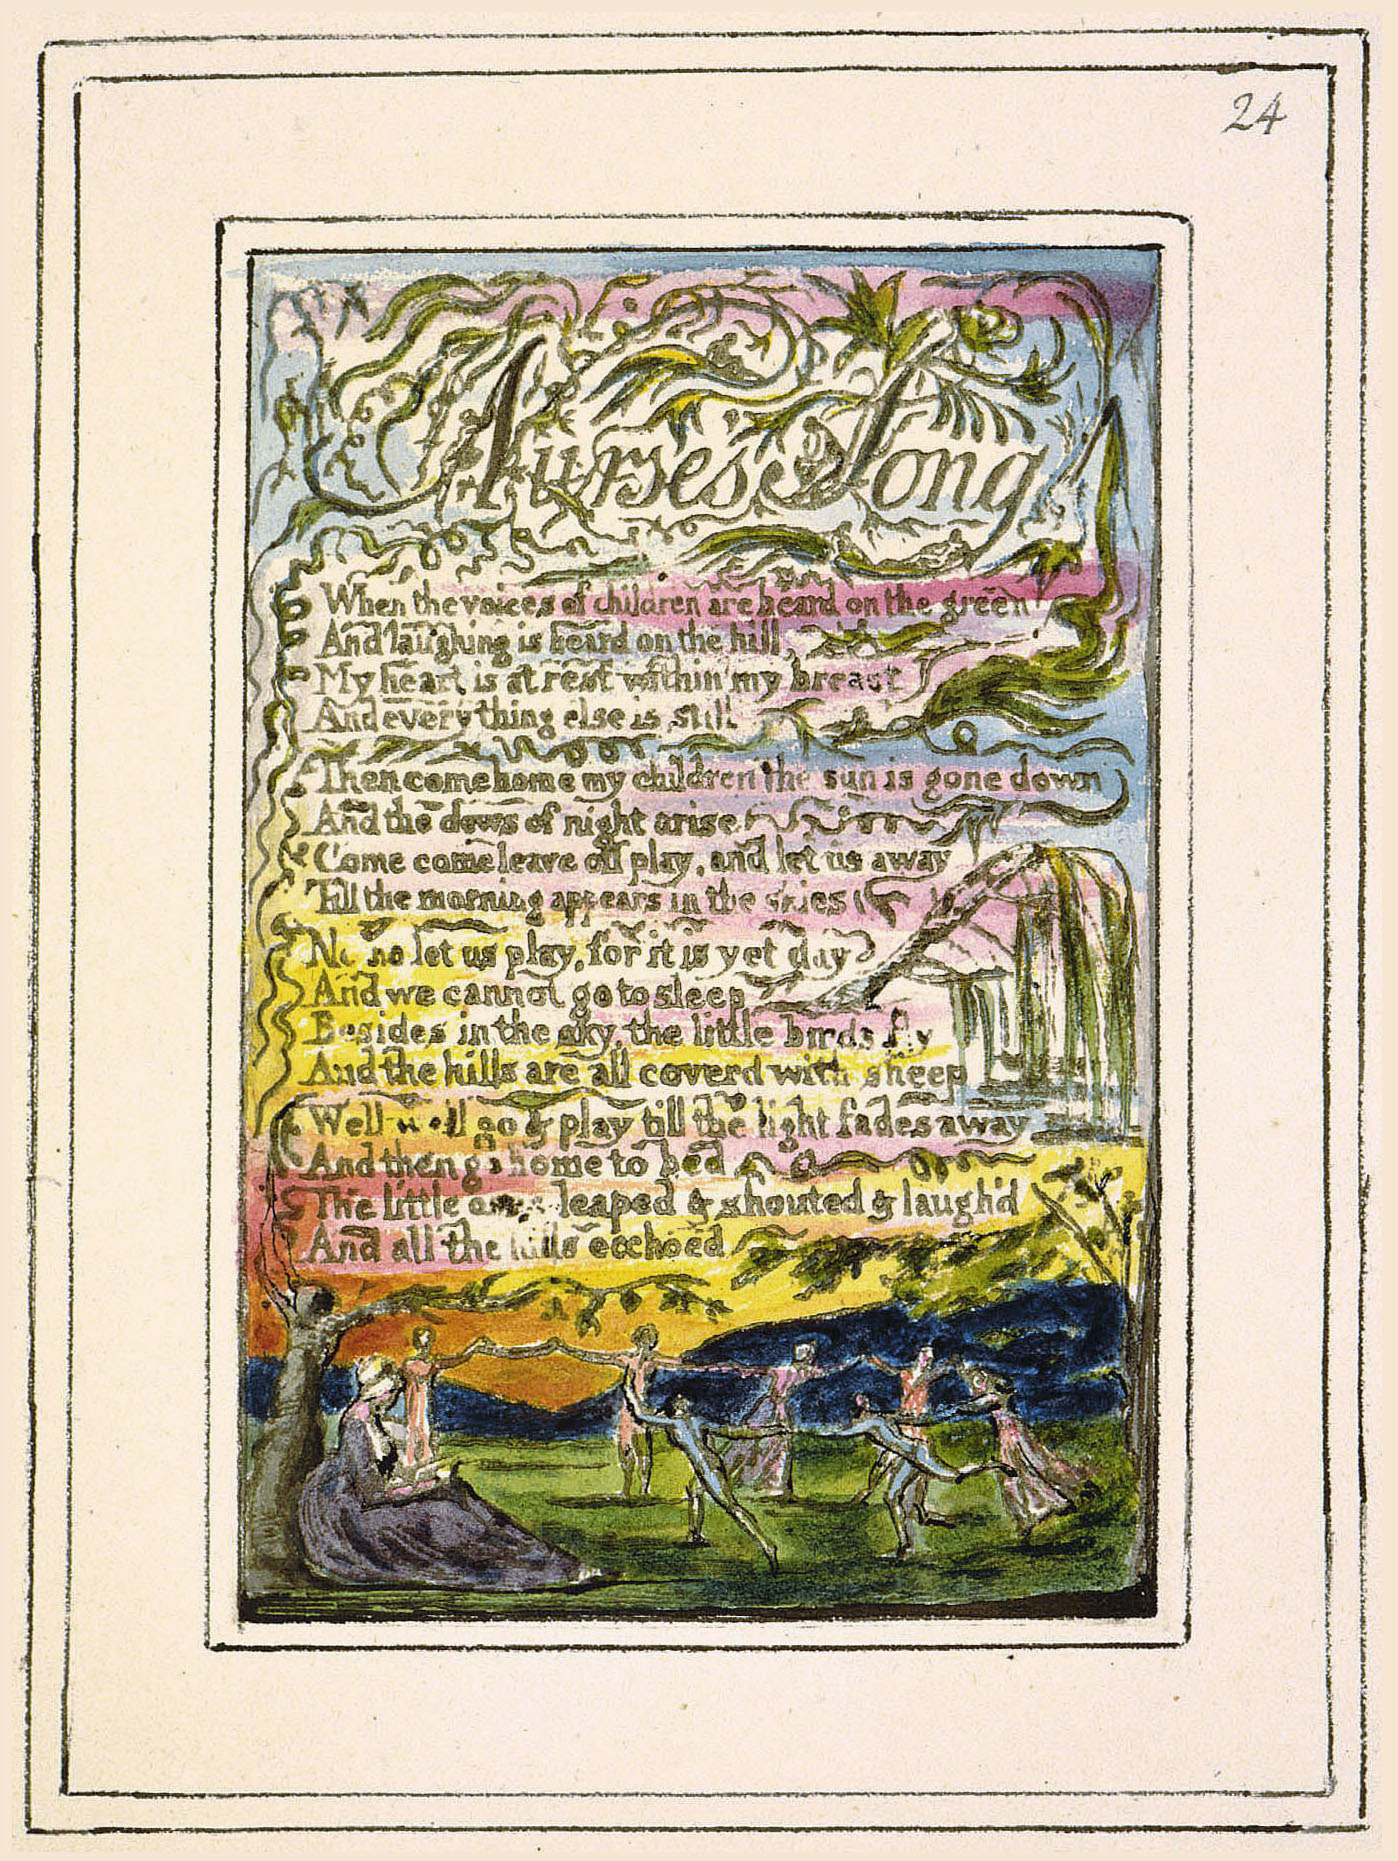 24
Nurses Song
When the voices of children are heard on the green
And laughing is heard on the hill,
My heart is at rest within my breast
And every thing else is still
Then come home my children the sun is gone down
And the dews of night arise
Come come leave off play, and let us away
Till the morning appears in the skies
No no let us play, for it is yet day
And we cannot go to sleep
Besides in the sky, the little birds fly
And the hills are all coverd with sheep
Well well go & play till the light fades away
And then go home to bed
The little ones leaped & shouted & laugh'd
And all the hills ecchoed